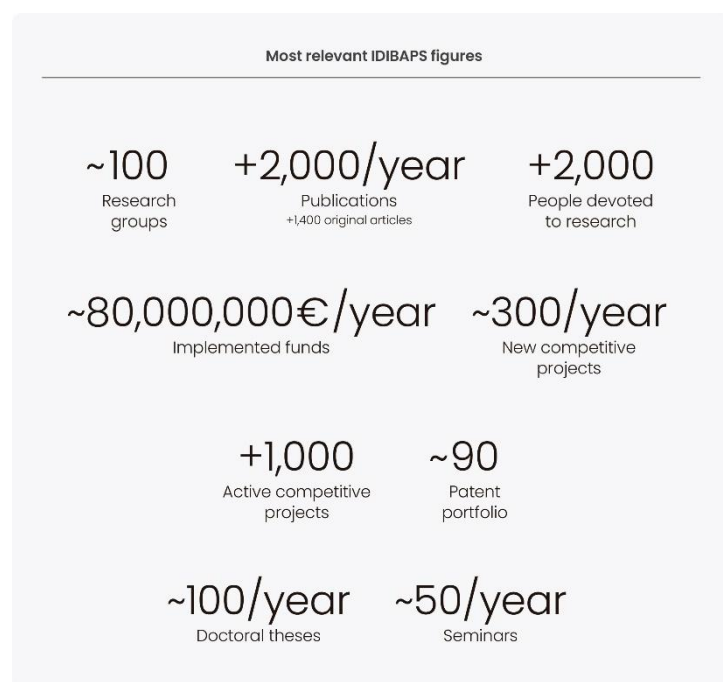 Most relevant IDIBAPS figures
~100
Research
groups
+2,000/year
Publications
+1,400 original articles
+2,000
People devoted
to research
~80,000,000€/year
Implemented funds
~300/year
New competitive
projects
+1,000
Active competitive
projects
~90
Patent
portfolio
~100/year
Doctoral theses
~50/year
Seminars